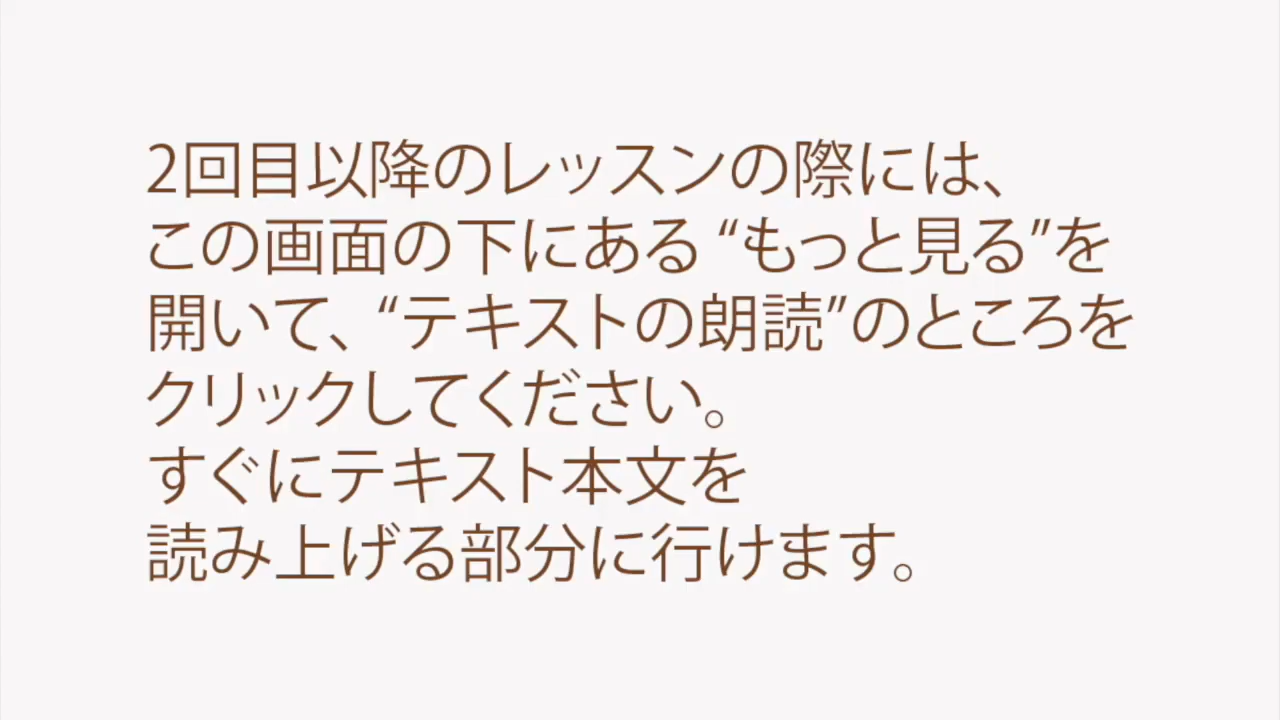 2回目以降のレッスンの際には、
この画面の下にある “もっと見る”を
開いて、“テキストの朗読”のところを
クリックしてください。
すぐにテキスト本文を
読み上げる部分に行けます。